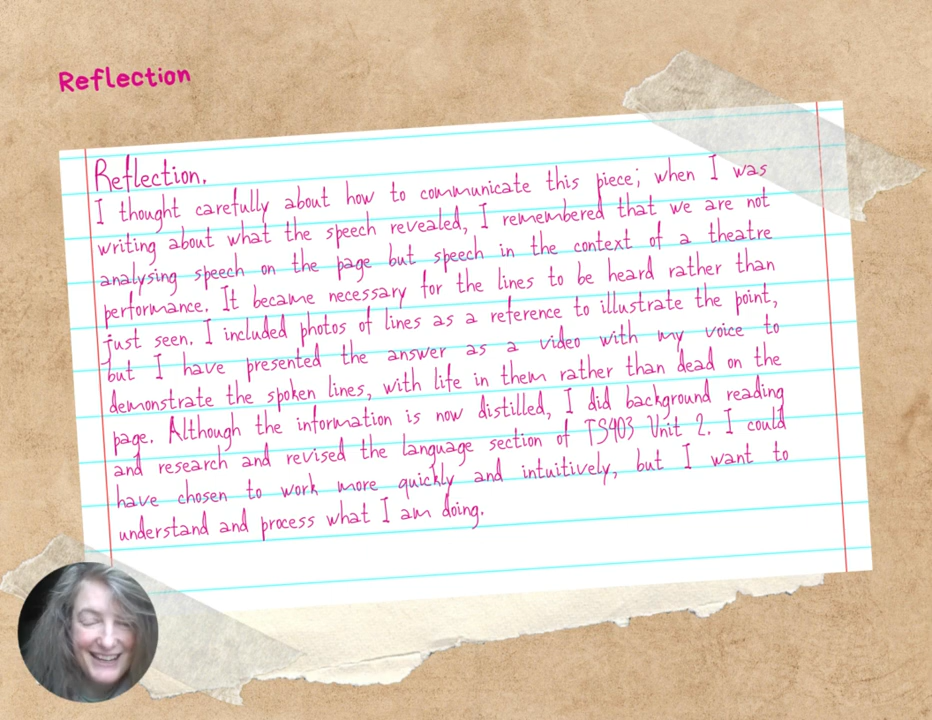 Reflection
Reflection.
I thought carefully about how to communicate this piece; when I was
writing about what the speech revealed, I remembered that we are not
analysing speech on the page but speech in the context of a theatre
performance. It became necessary for the lines to be heard rather than
just seen. I included photos of lines as a reference to illustrate the point,
but I have presented the answer as a video with my voice to
demonstrate the spoken lines, with life in them rather than dead on the
page. Although the information is now distilled, I did background reading
and research and revised the language section of TS403 Unit 2. I could
have chosen to work more quickly and intuitively, but I want to
understand and process what I am doing.